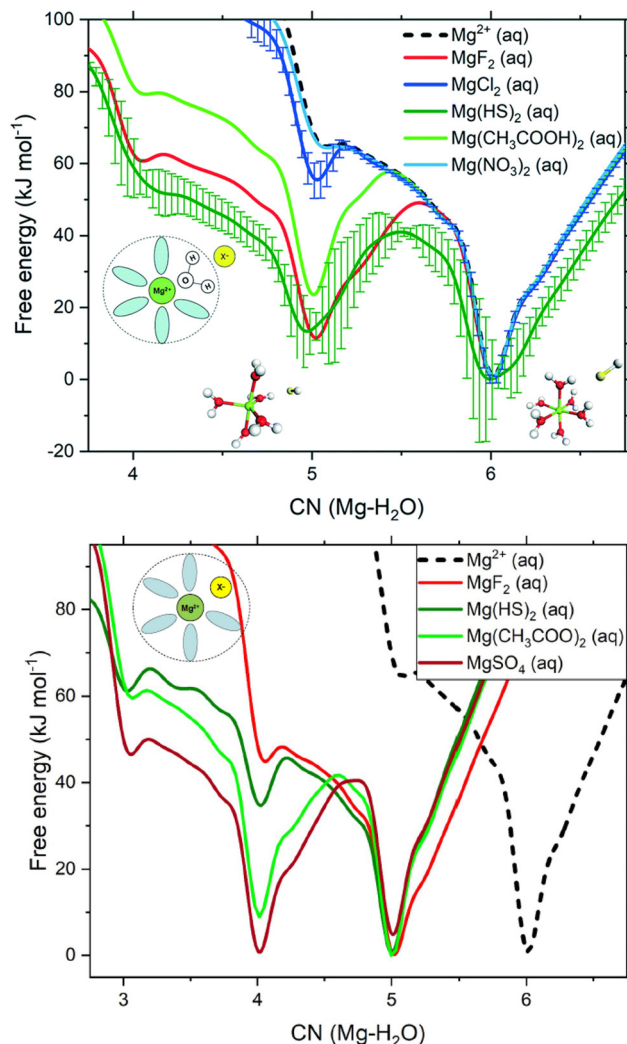 100
80
60
40
20
0
-20
Free energy (kJ mol⁻¹)
Mg²⁺ (aq)
MgF₂ (aq)
MgCl₂ (aq)
Mg(HS)₂ (aq)
Mg(CH₃COOH)₂ (aq)
Mg(NO₃)₂ (aq)
H
X⁻
O
H
Mg²⁺
4 5 6
CN (Mg-H₂O)
80
60
40
20
0
Free energy (kJ mol⁻¹)
X⁻
Mg²⁺
Mg²⁺ (aq)
MgF₂ (aq)
Mg(HS)₂ (aq)
Mg(CH₃COO)₂ (aq)
MgSO₄ (aq)
3 4 5 6
CN (Mg-H₂O)